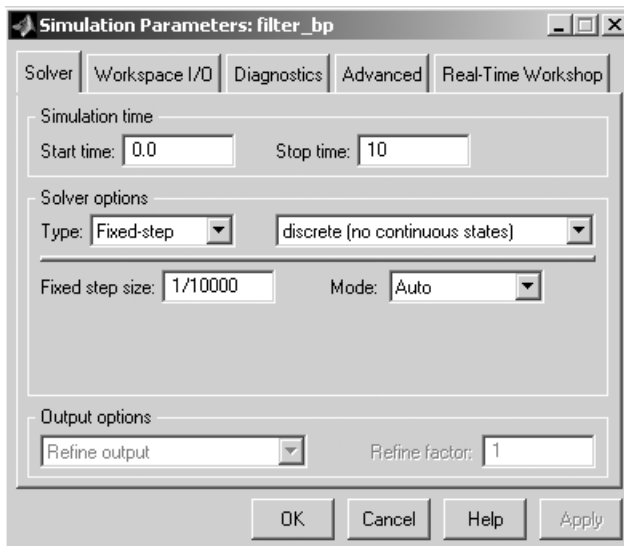 Simulation Parameters: filter_bp
Solver Workspace I/O Diagnostics Advanced Real-Time Workshop
Simulation time
Start time: 0.0 Stop time: 10
Solver options
Type: Fixed-step discrete (no continuous states)
Fixed step size: 1/10000 Mode: Auto
Output options
Refine output Refine factor: 1
OK Cancel Help Apply